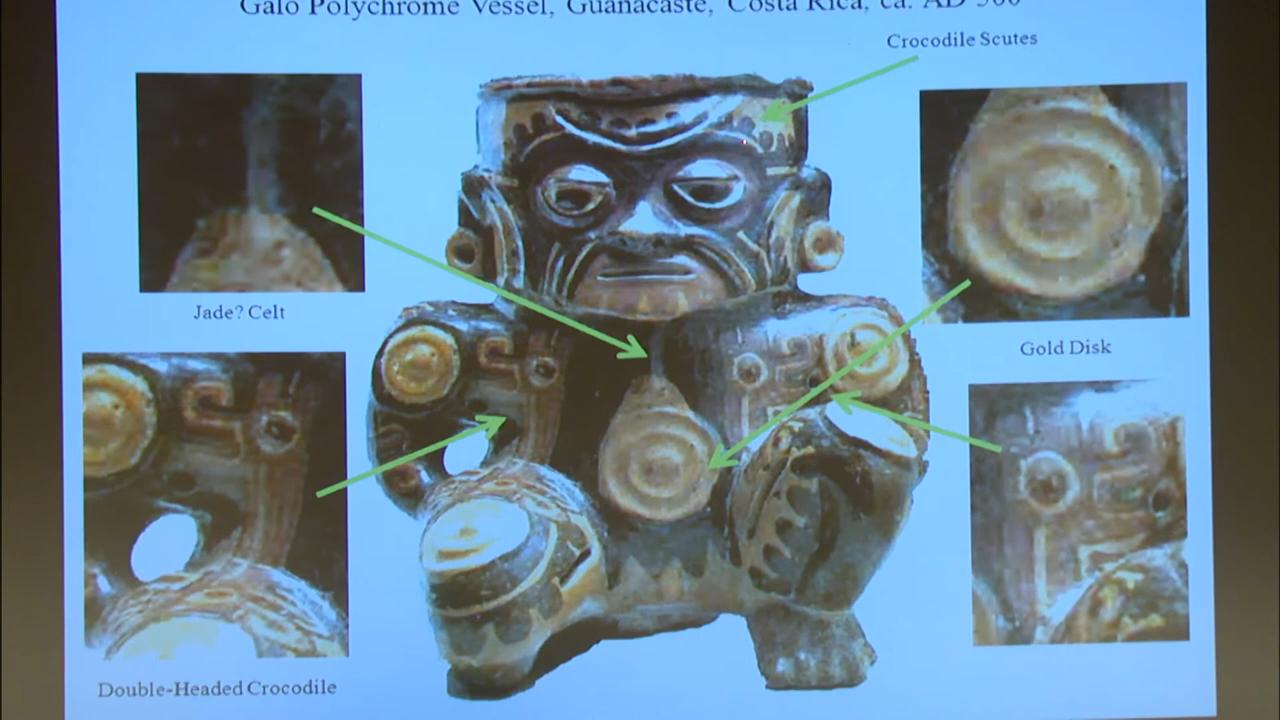 Galo Polychrome Vessel, Guanacaste, Costa Rica, ca. AD 500
Crocodile Scutes
Jade? Celt
Gold Disk
Double-Headed Crocodile